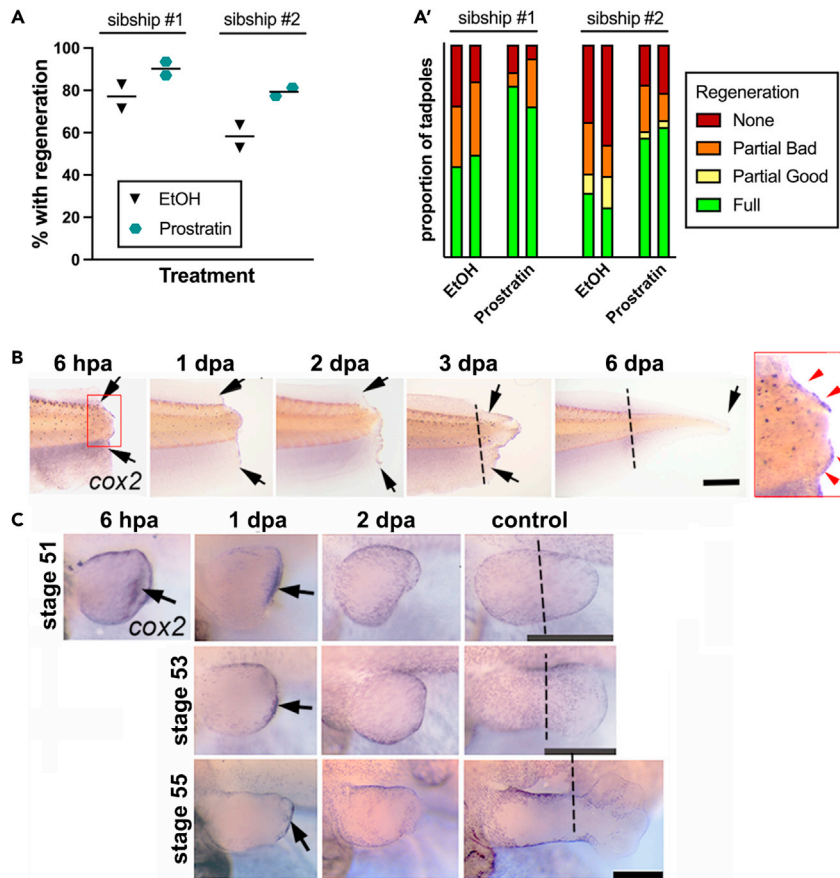 A
sibship #1
sibship #2
% with regeneration
100
80
60
40
20
0
EtOH
Prostratin
Treatment
A'
sibship #1
sibship #2
proportion of tadpoles
EtOH
Prostratin
EtOH
Prostratin
Regeneration
None
Partial Bad
Partial Good
Full
B
6 hpa
1 dpa
2 dpa
3 dpa
6 dpa
cox2
C
6 hpa
1 dpa
2 dpa
control
stage 51
cox2
stage 53
stage 55